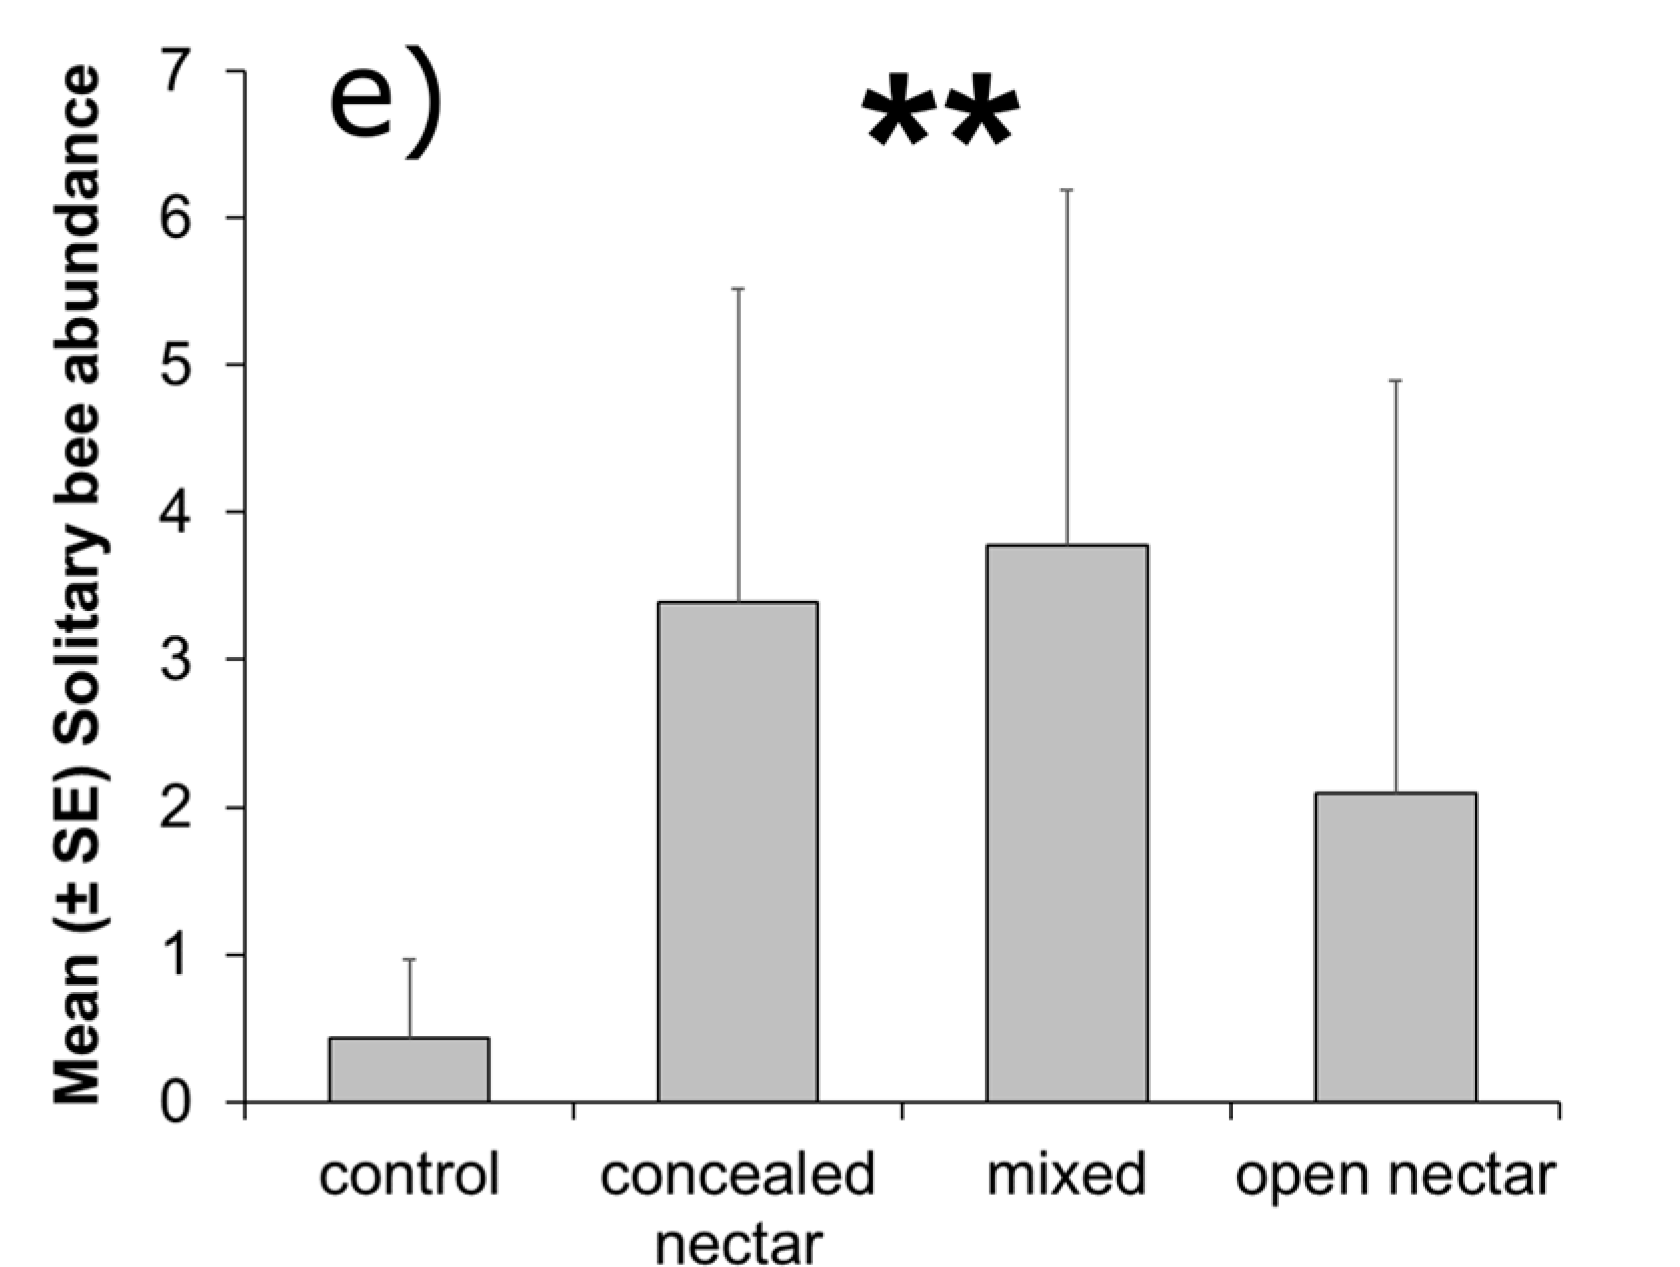 e)
**
Mean (± SE) Solitary bee abundance
7
6
5
4
3
2
1
0
control
concealed
nectar
mixed
open nectar